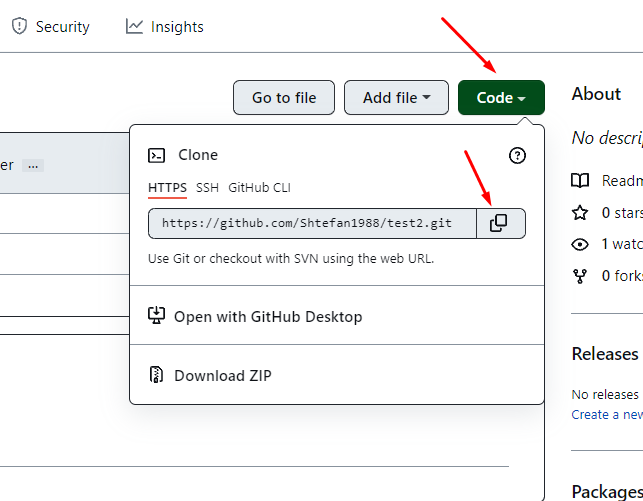 Security
Insights
Go to file
Add file
Code
About
er ...
Clone
HTTPS SSH GitHub CLI
https://github.com/Shtefan1988/test2.git
Use Git or checkout with SVN using the web URL.
Open with GitHub Desktop
Download ZIP
No descri
Readm
0 stars
1 watc
0 forks
Releases
No releases
Create a new
Packages